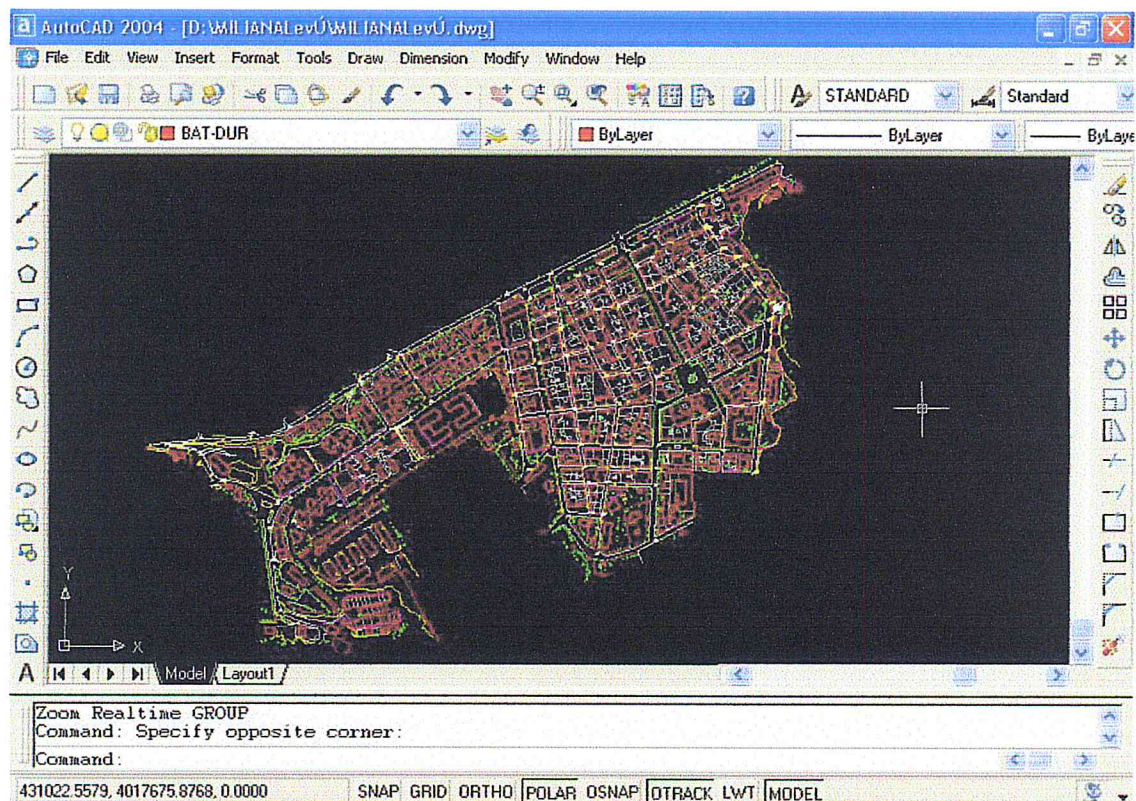 AutoCAD 2004 - [D:\MILIANALevÚ\MILIANALevÚ.dwg]
File Edit View Insert Format Tools Draw Dimension Modify Window Help
STANDARD Standard
BAT-DUR ByLayer ByLayer ByLaye
Y
X
A Model Layout1
Zoom Realtime GROUP
Command: Specify opposite corner:
Command:
431022.5579, 4017675.8768, 0.0000 SNAP GRID ORTHO POLAR OSNAP OTRACK LWT MODEL